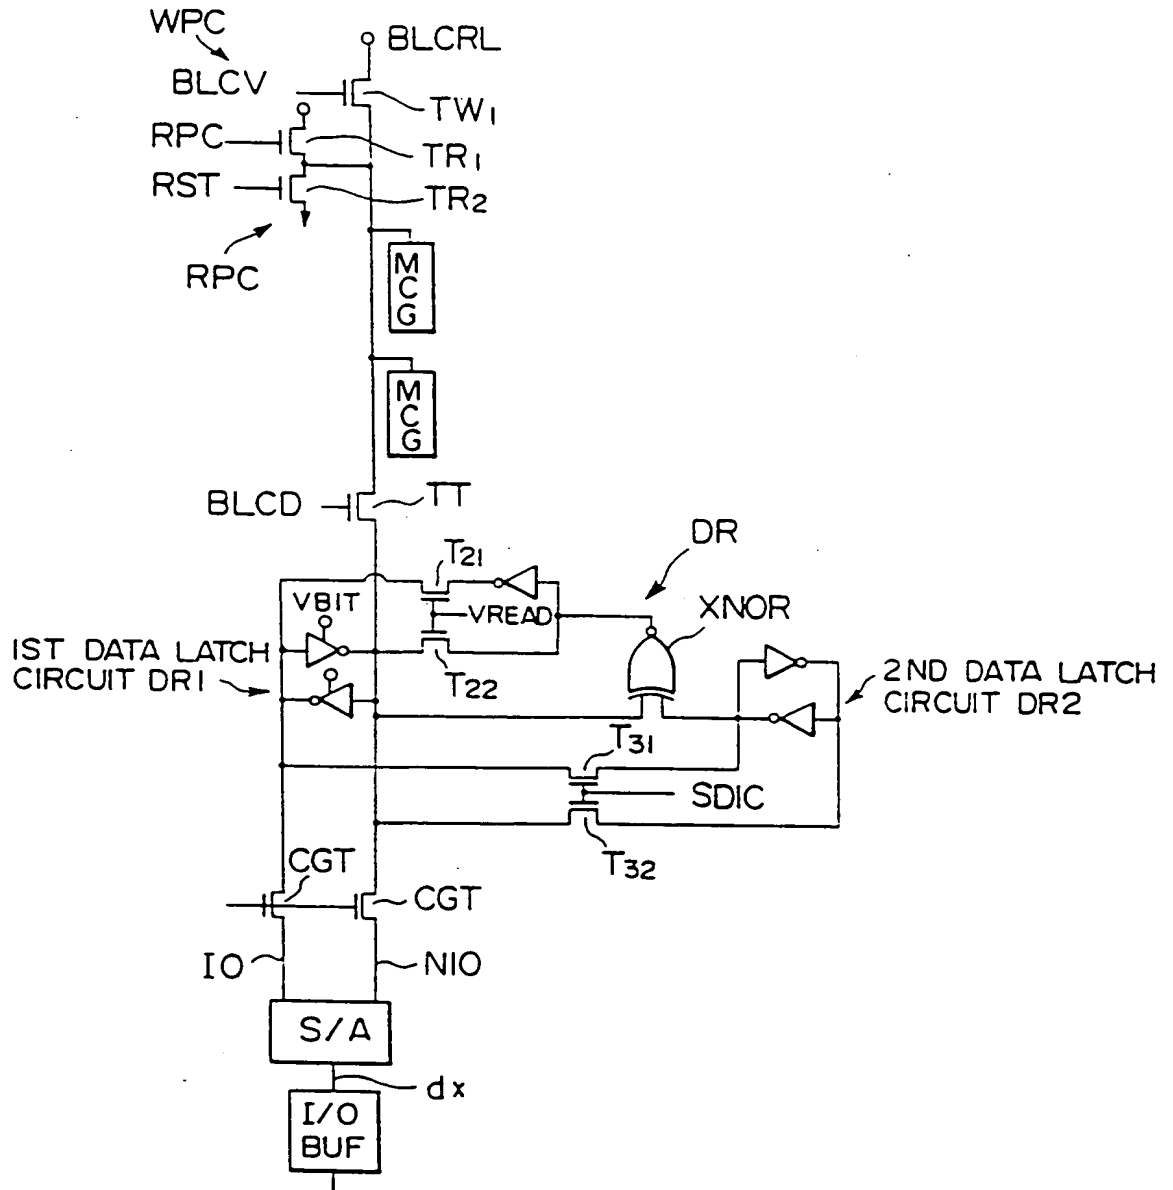 WPC
BLCRL
BLCV
TW1
RPC
TR1
RST
TR2
RPC
MCG
MCG
BLCD
TT
DR
T21
XNOR
VBIT
VREAD
1ST DATA LATCH
CIRCUIT DR1
T22
2ND DATA LATCH
CIRCUIT DR2
T31
SDIC
T32
CGT
CGT
IO
NIO
S/A
dx
I/O
BUF